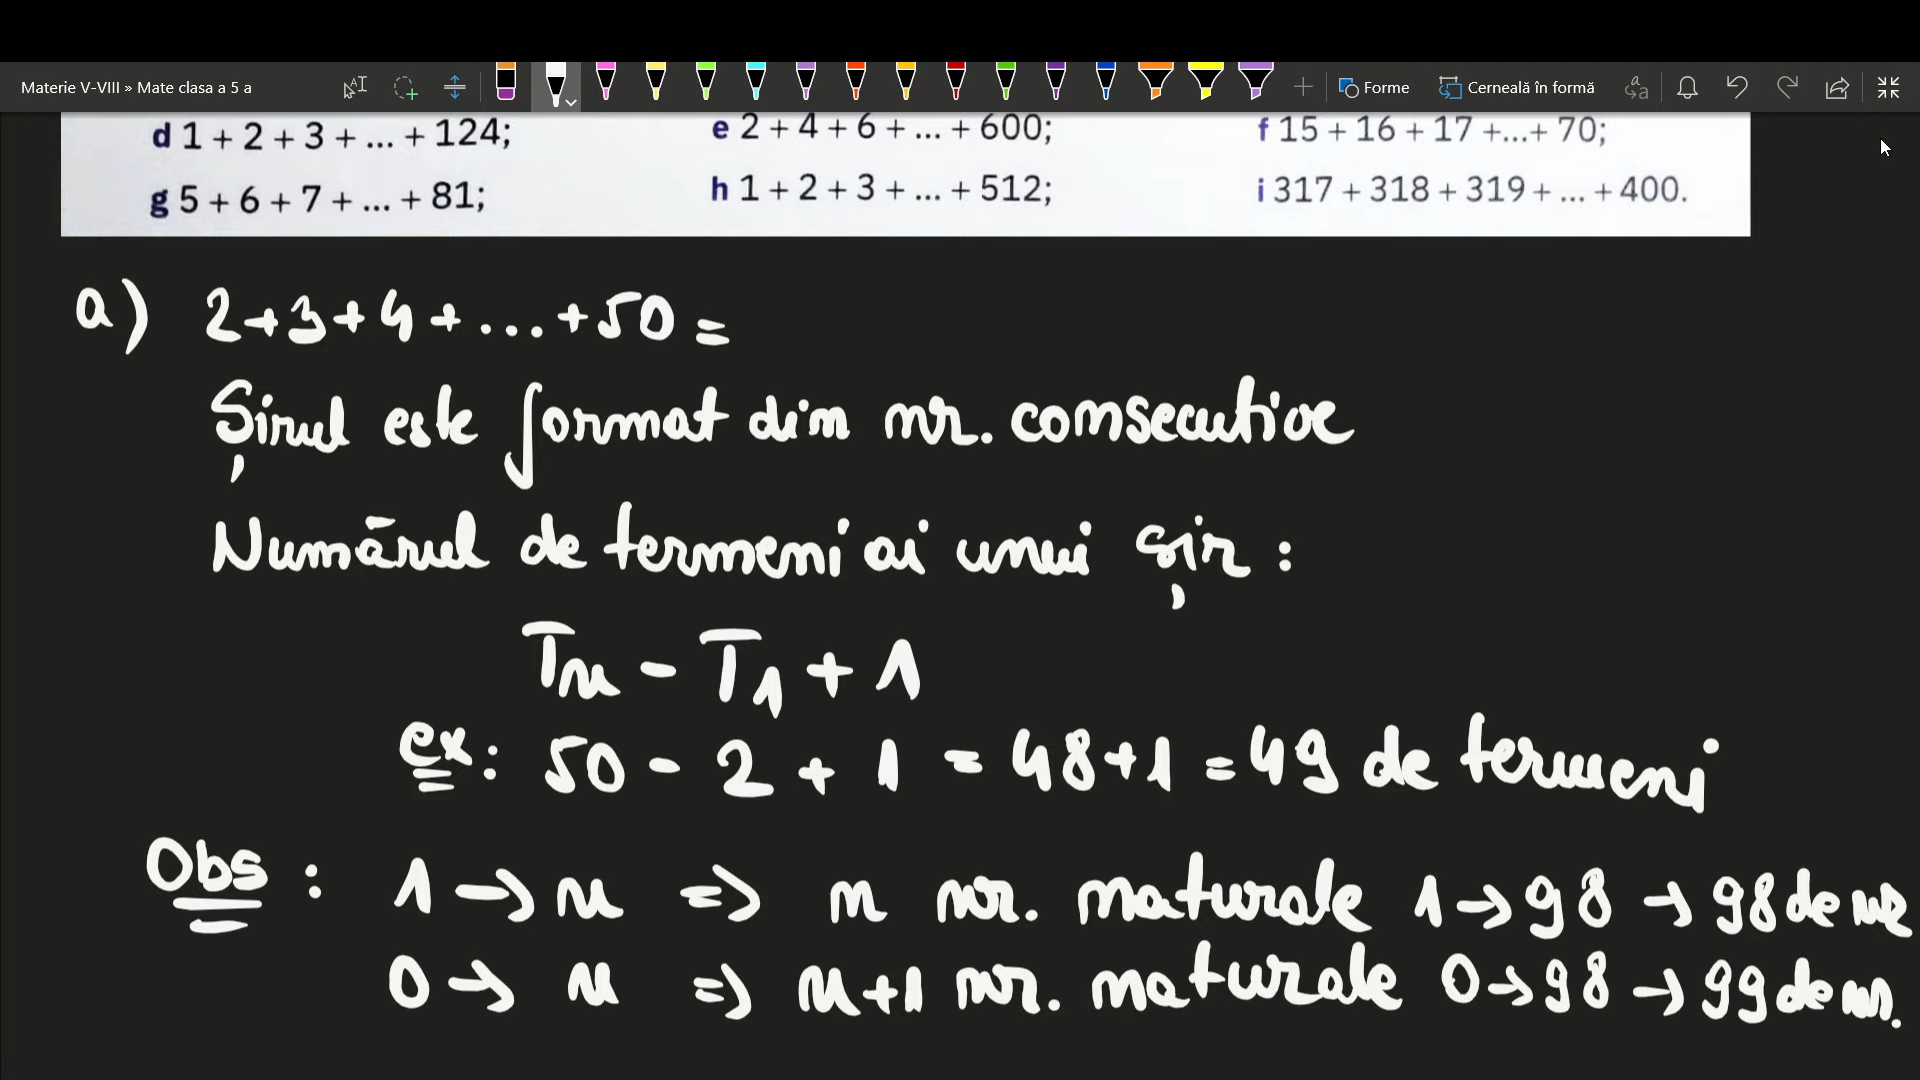 Materie V-VIII » Mate clasa a 5 a
Forme
Cerneală în formă
d 1 + 2 + 3 + ... + 124;
e 2 + 4 + 6 + ... + 600;
f 15 + 16 + 17 +...+ 70;
g 5 + 6 + 7 + ... + 81;
h 1 + 2 + 3 + ... + 512;
i 317 + 318 + 319 + ... + 400.
a) 2+3+4+...+50=
Șirul este format din nr. consecutive
Numărul de termeni ai unui șir :
Tn - T1 + 1
ex: 50 - 2 + 1 = 48+1 = 49 de termeni
Obs : 1 → n => n nr. naturale 1→98 → 98 de nr
0 → n => n+1 nr. naturale 0→98 → 99 de nr.